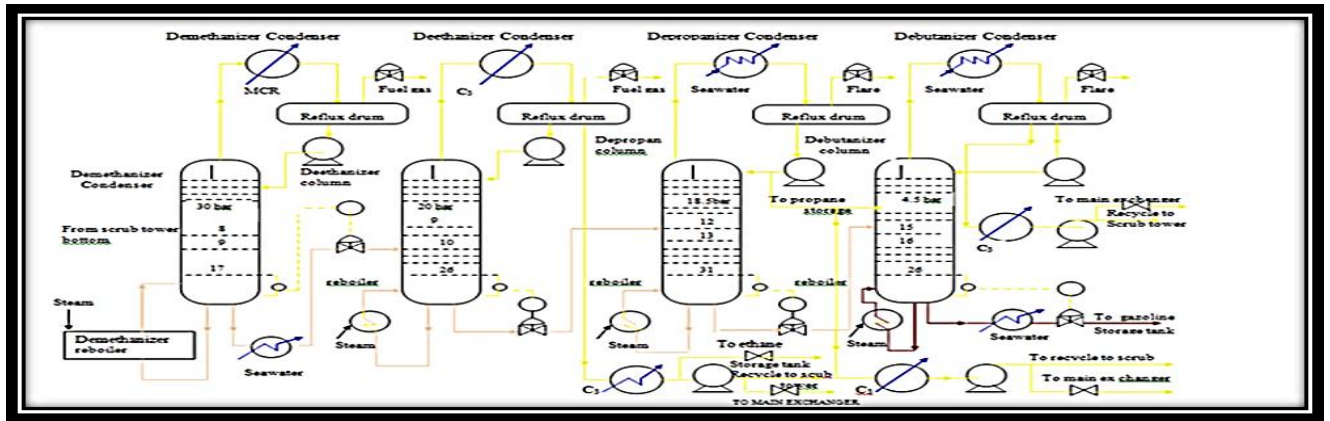 Demethanizer Condenser
Deethanizer Condenser
Depropanizer Condenser
Debutanizer Condenser
MCR
Fuel gas
C3
Fuel gas
Seawater
Flare
Seawater
Flare
Reflux drum
Reflux drum
Reflux drum
Reflux drum
Demethanizer
Condenser
Deethanizer
column
Depropan
column
Debutanizer
column
30 bar
8
9
17
20 bar
9
10
26
18.5bar
12
13
31
4.5 bar
15
16
26
From scrub tower
bottom
To propane
storage
To main exchanger
Recycle to
Scrub tower
C3
Steam
Demethanizer
reboiler
Seawater
reboiler
Steam
reboiler
Steam
reboiler
Steam
Seawater
To gazoline
Storage tank
C3
To ethane
Storage tank
Recycle to scub
tower
TO MAIN EXCHANGER
To recycle to scrub
To main ex changer